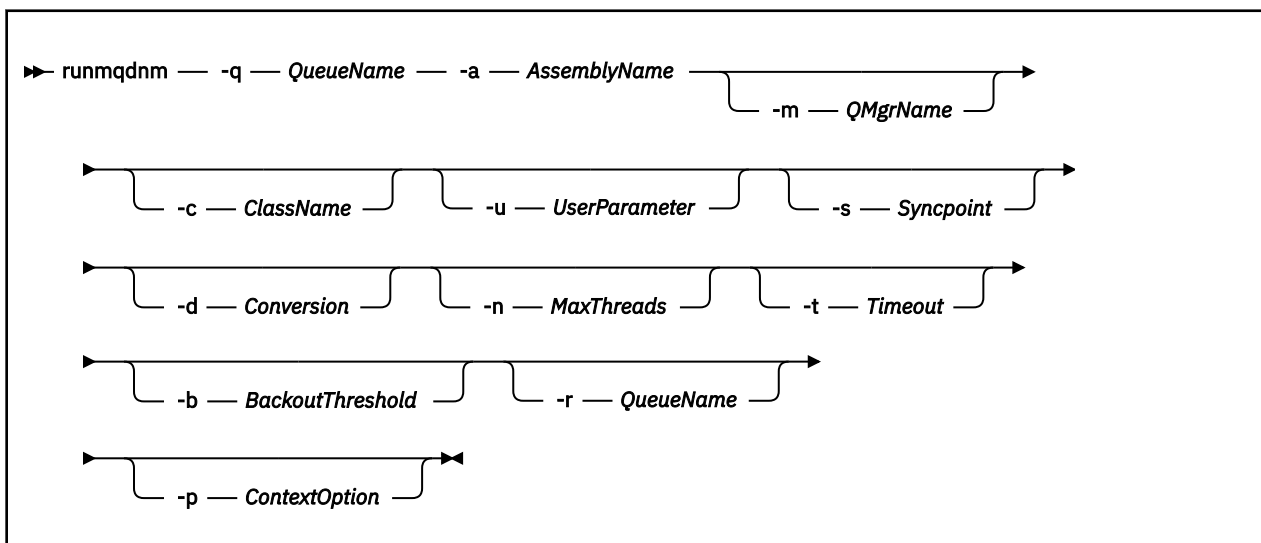 runmqdnm -q QueueName -a AssemblyName
-m QMgrName
-c ClassName -u UserParameter -s Syncpoint
-d Conversion -n MaxThreads -t Timeout
-b BackoutThreshold -r QueueName
-p ContextOption